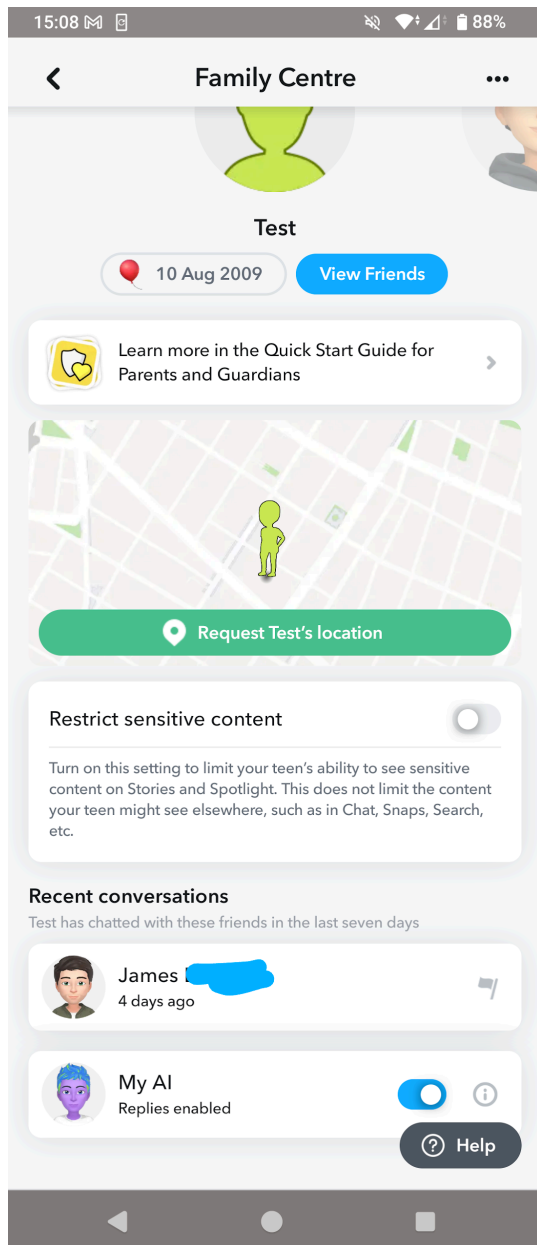 15:08 88%
Family Centre
Test
10 Aug 2009 View Friends
Learn more in the Quick Start Guide for
Parents and Guardians
Request Test's location
Restrict sensitive content
Turn on this setting to limit your teen's ability to see sensitive
content on Stories and Spotlight. This does not limit the content
your teen might see elsewhere, such as in Chat, Snaps, Search,
etc.
Recent conversations
Test has chatted with these friends in the last seven days
James
4 days ago
My AI
Replies enabled
Help